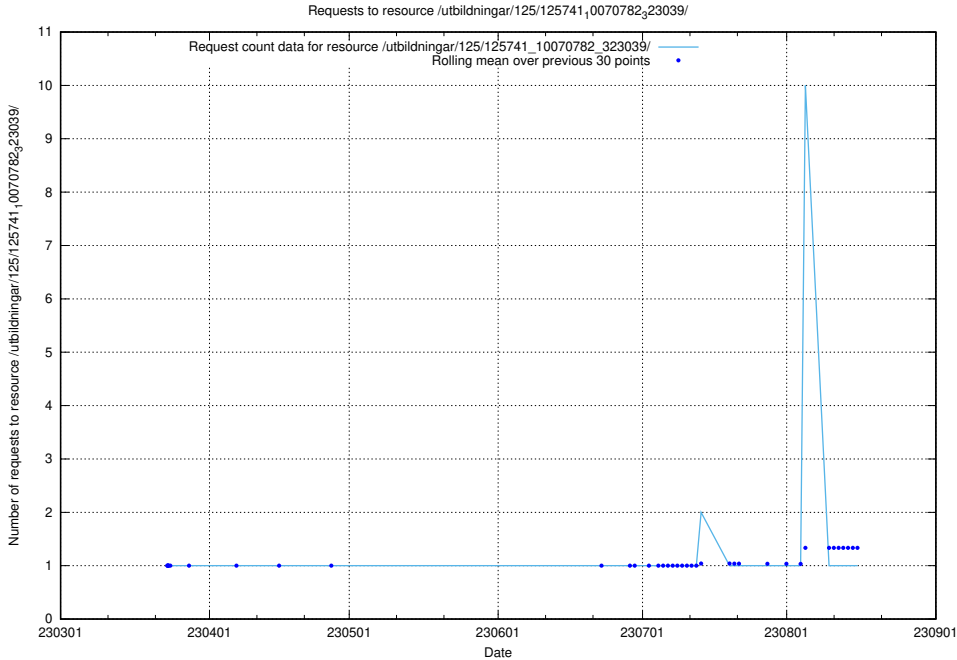 Requests to resource /utbildningar/125/125741₁0070782₃23039/
Number of requests to resource /utbildningar/125/125741₁0070782₃23039/
Request count data for resource /utbildningar/125/125741_10070782_323039/
Rolling mean over previous 30 points
11
10
9
8
7
6
5
4
3
2
1
0
230301 230401 230501 230601 230701 230801 230901
Date